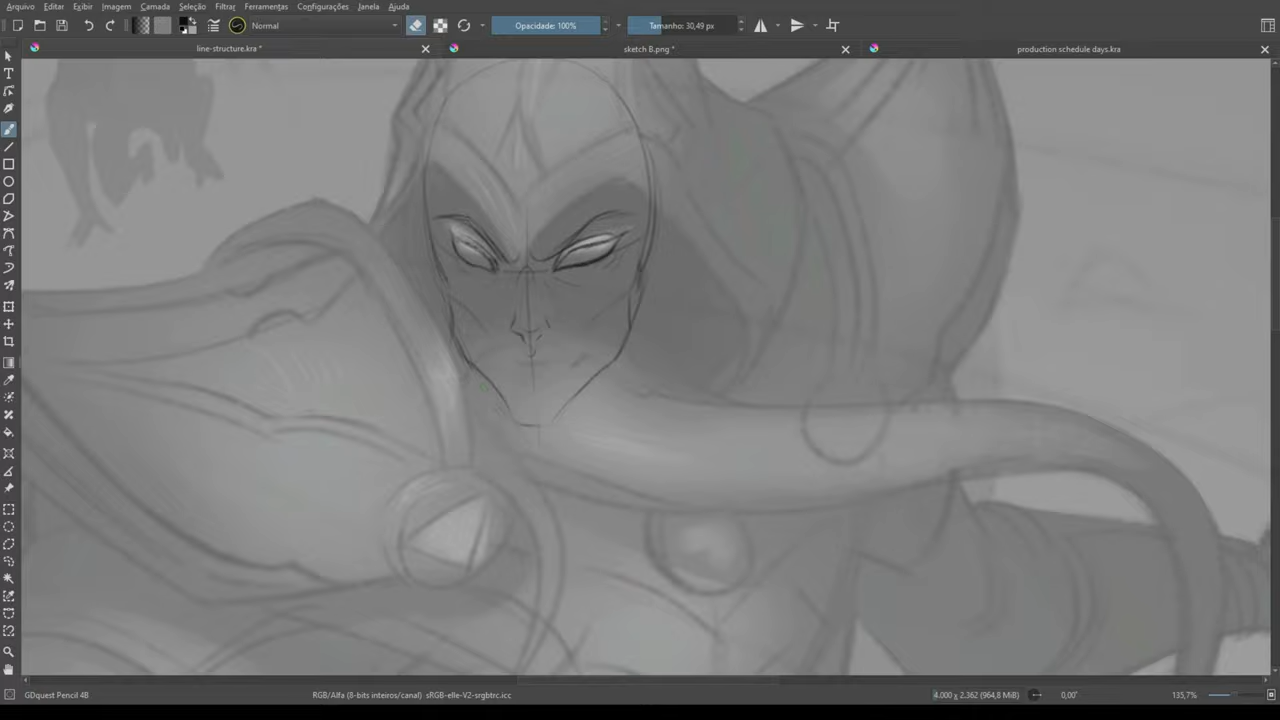 Arquivo Editar Exibir Imagem Camada Seleção Filtrar Ferramentas Configurações Janela Ajuda
Normal Opacidade: 100% Tamanho: 30,49 px
line-structure.kra * sketch B.png * production schedule days.kra
GDquest Pencil 4B RGB/Alfa (8-bits inteiros/canal) sRGB-elle-V2-srgbtrc.icc 4.000 x 2.362 (964,8 MiB) 0,00° 135,7%